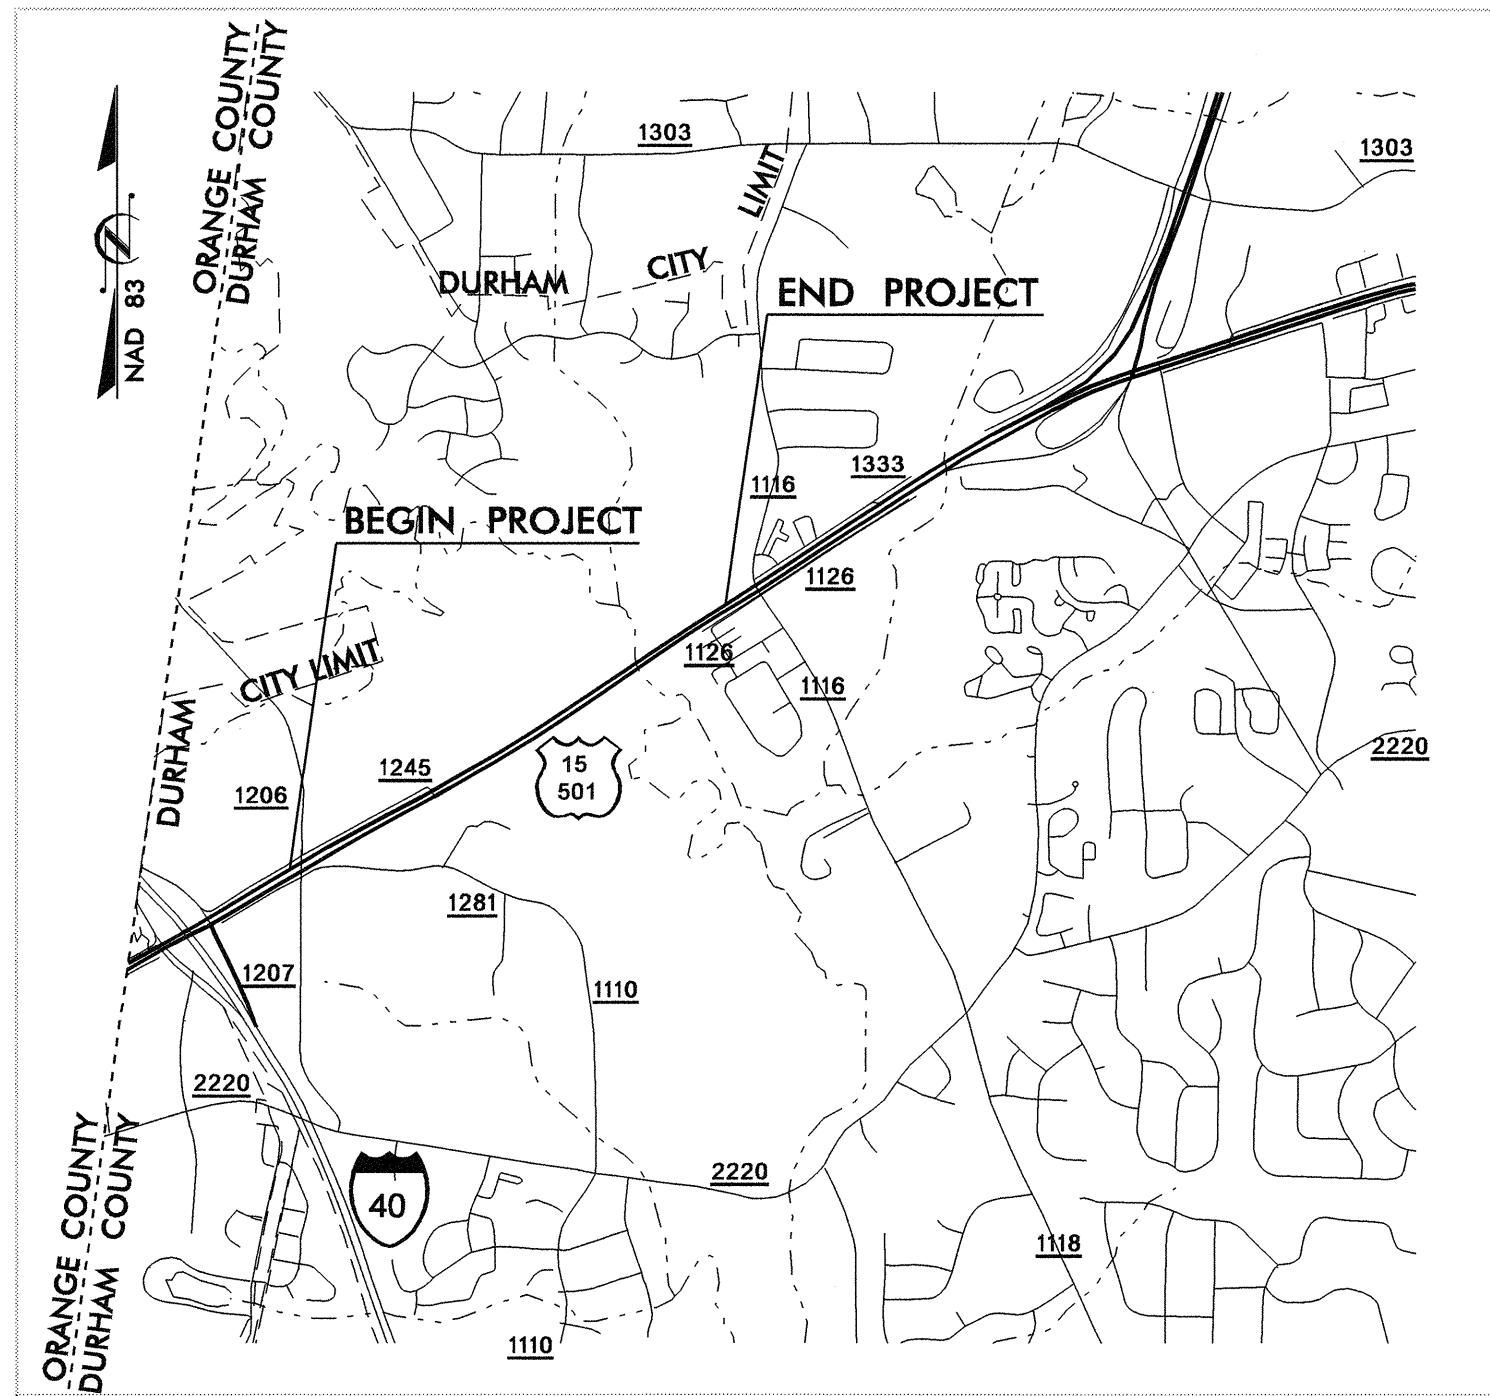 ORANGE COUNTY
DURHAM COUNTY
1303
1303
LIMIT
CITY
DURHAM
NAD 83
END PROJECT
1333
1116
BEGIN PROJECT
1126
1126
CITY LIMIT
1116
DURHAM
2220
1245
15
501
1206
1281
1207
1110
2220
2220
40
1118
ORANGE COUNTY
DURHAM COUNTY
1110